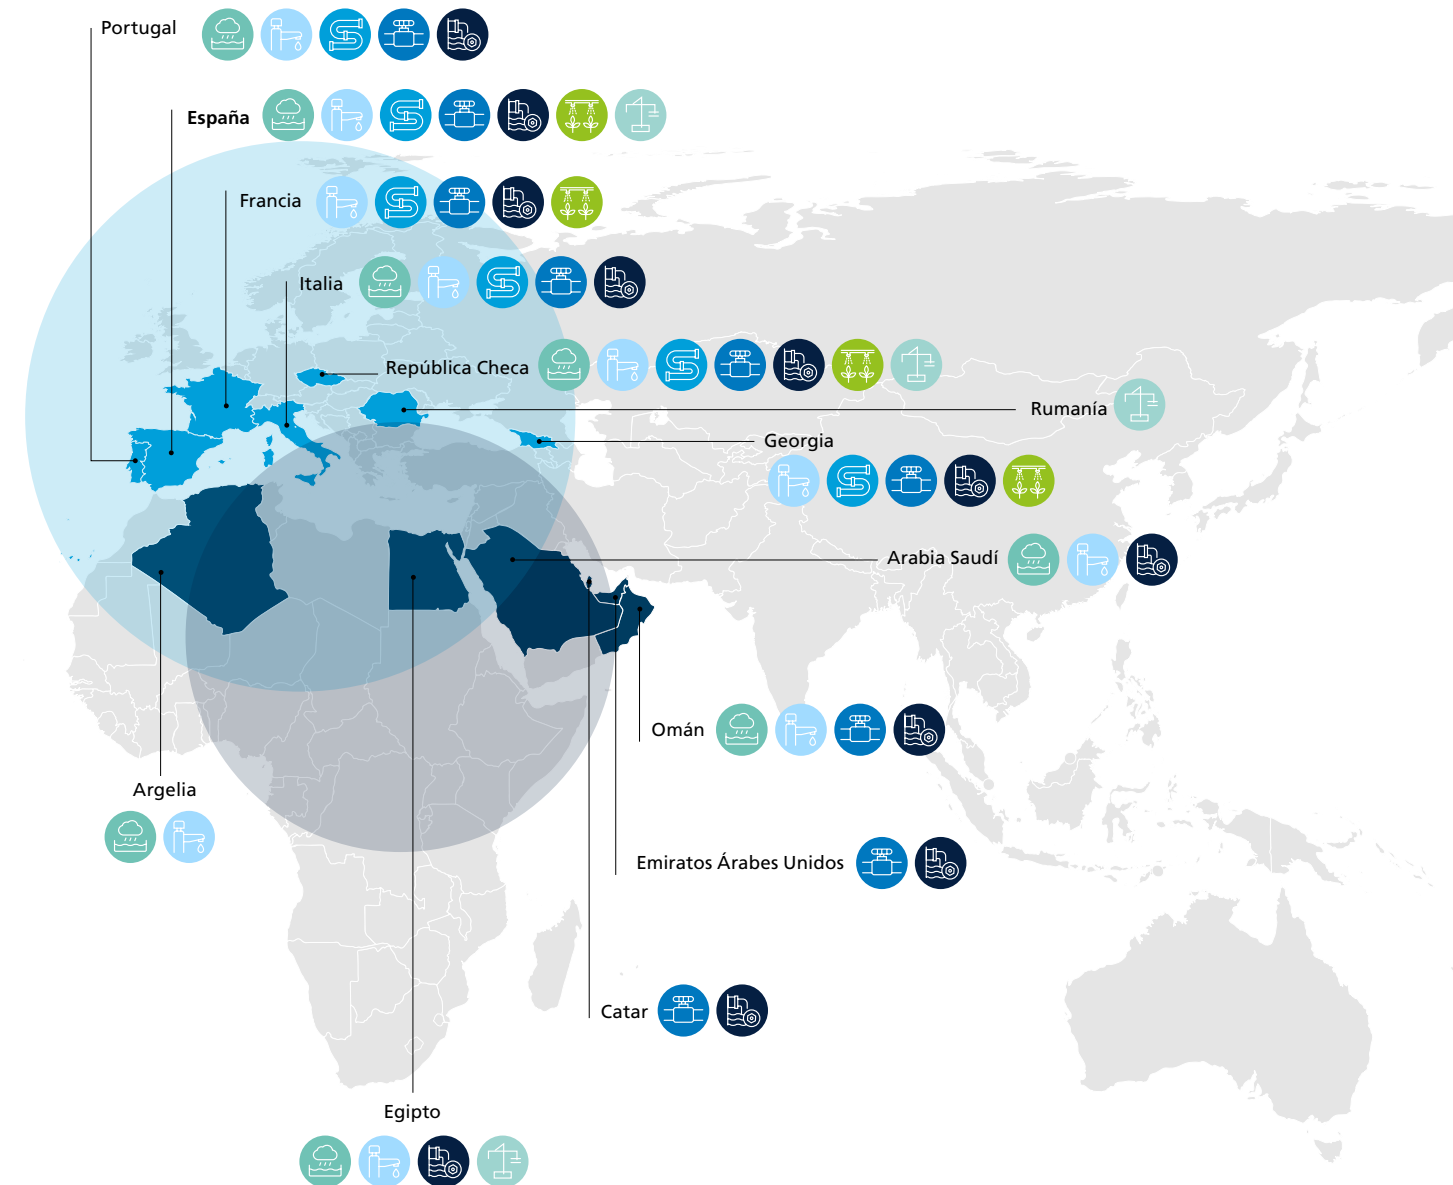 Portugal
España
Francia
Italia
República Checa
Rumanía
Georgia
Arabia Saudí
Omán
Argelia
Emiratos Árabes Unidos
Catar
Egipto